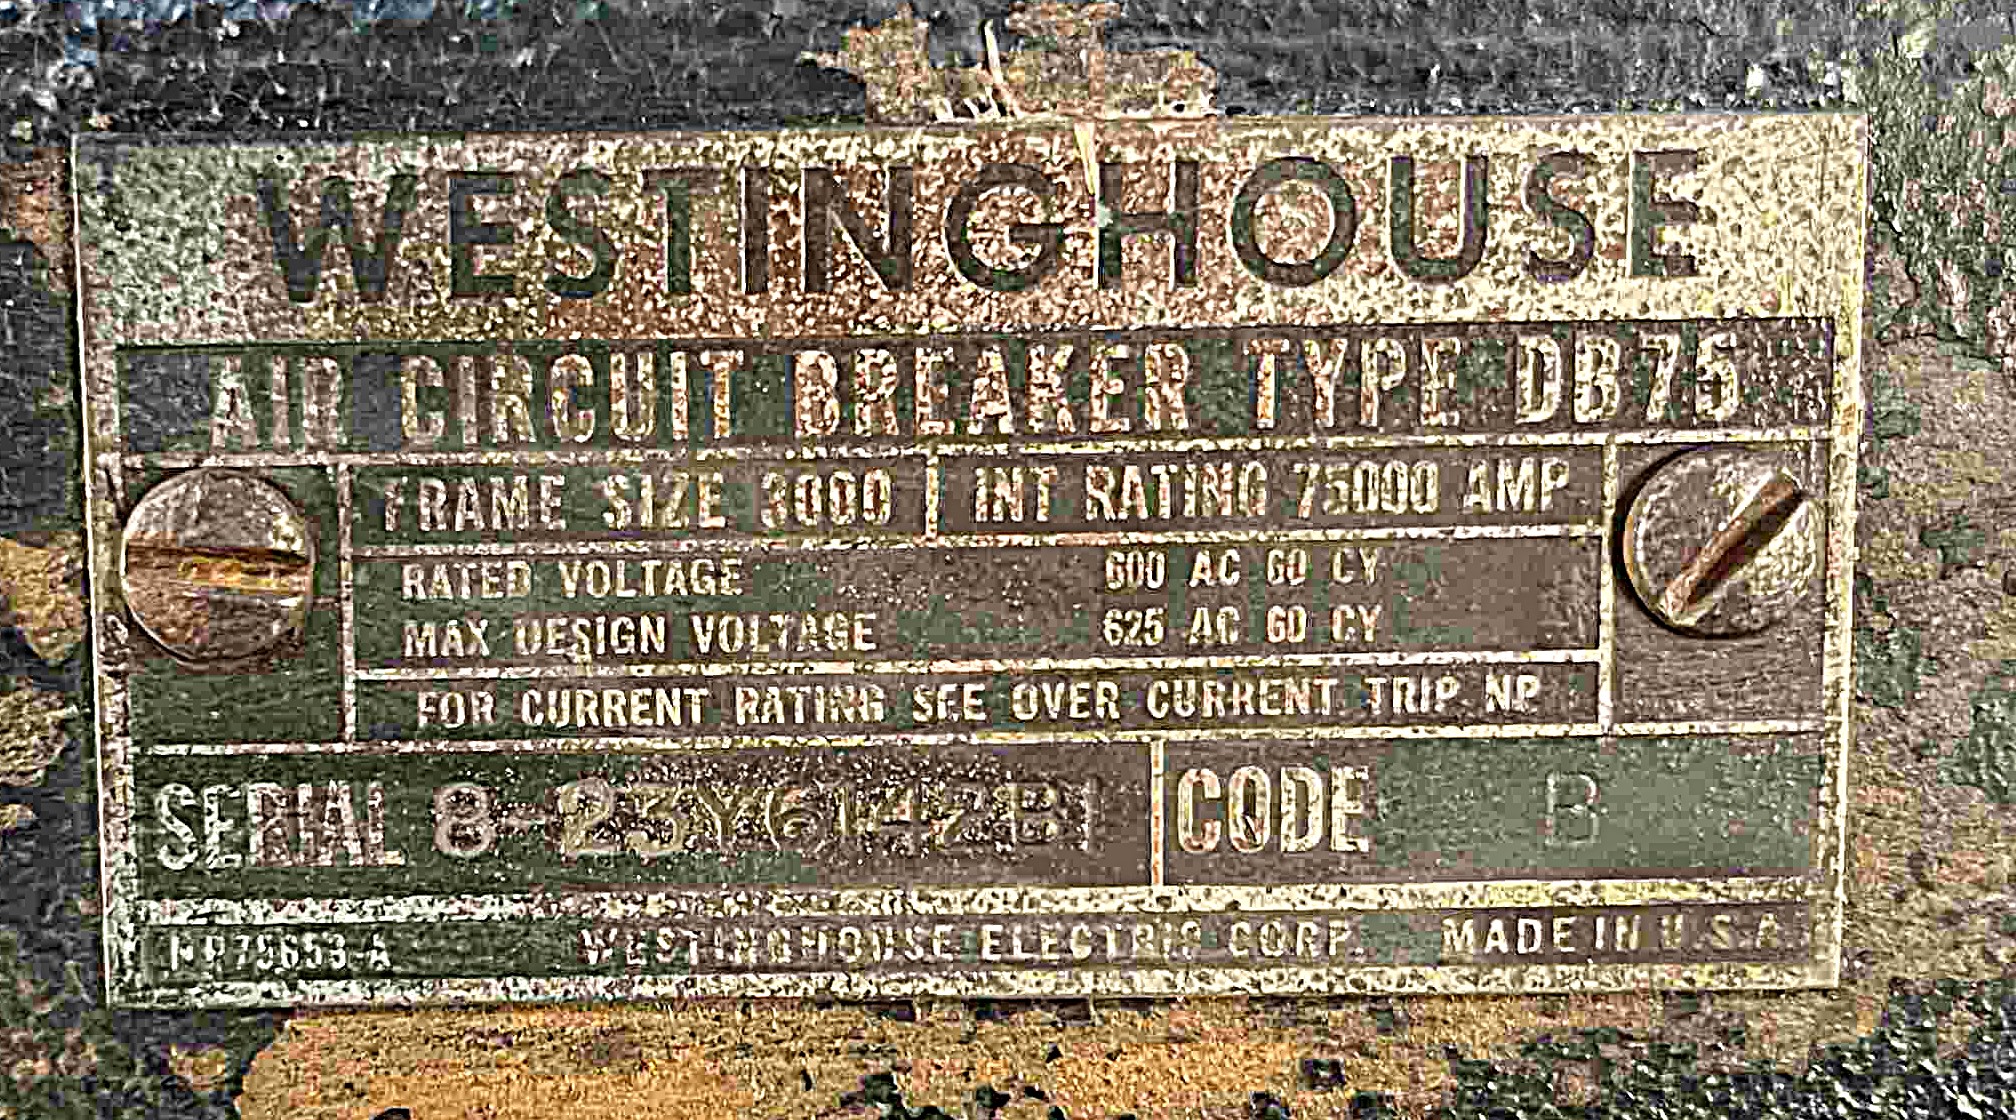 WESTINGHOUSE
AIR CIRCUIT BREAKER TYPE DB75
FRAME SIZE 3000 INT RATING 75000 AMP
RATED VOLTAGE 600 AC 60 CY
MAX DESIGN VOLTAGE 625 AC 60 CY
FOR CURRENT RATING SEE OVER CURRENT TRIP NP
SERIAL CODE B
NP75653-A WESTINGHOUSE ELECTRIC CORP. MADE IN U.S.A.